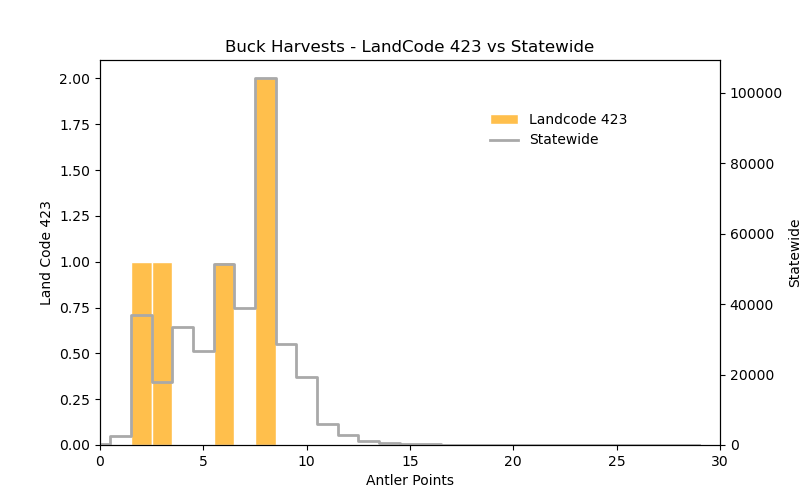 Buck Harvests - LandCode 423 vs Statewide
2.00
1.75
1.50
1.25
1.00
0.75
0.50
0.25
0.00
Land Code 423
Landcode 423
Statewide
100000
80000
60000
40000
20000
0
Statewide
0 5 10 15 20 25 30
Antler Points